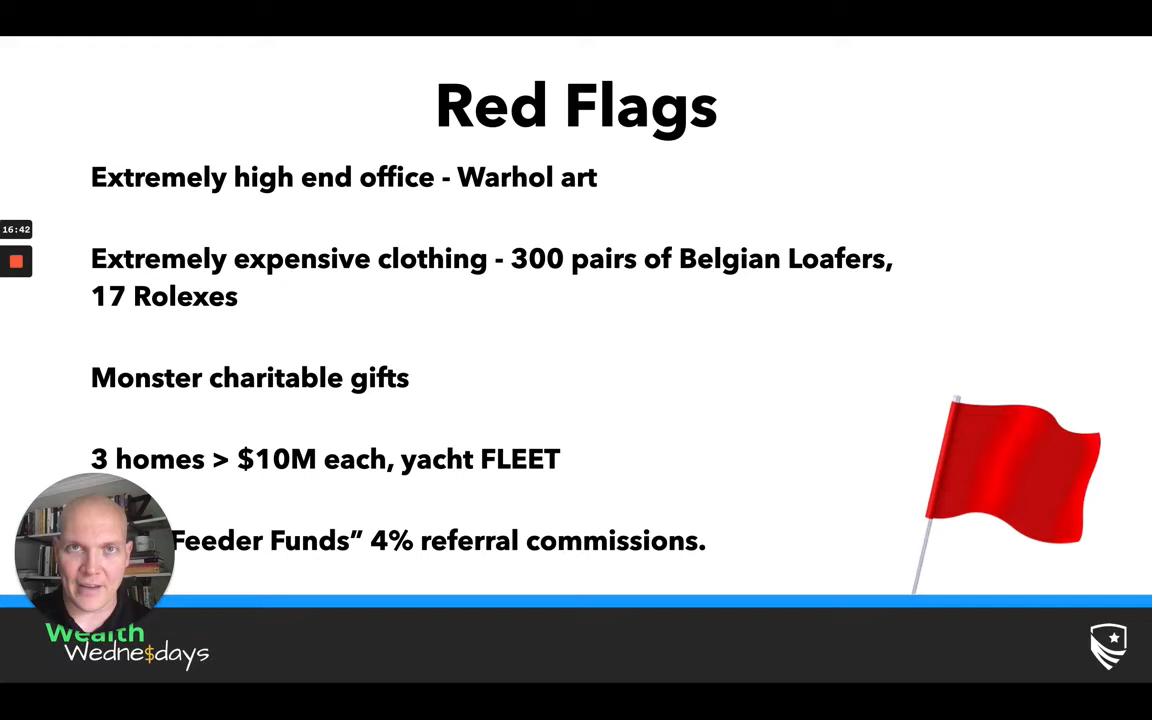 Red Flags
Extremely high end office - Warhol art
16:42
Extremely expensive clothing - 300 pairs of Belgian Loafers,
17 Rolexes
Monster charitable gifts
3 homes > $10M each, yacht FLEET
Feeder Funds” 4% referral commissions.
Wealth
Wedne$days